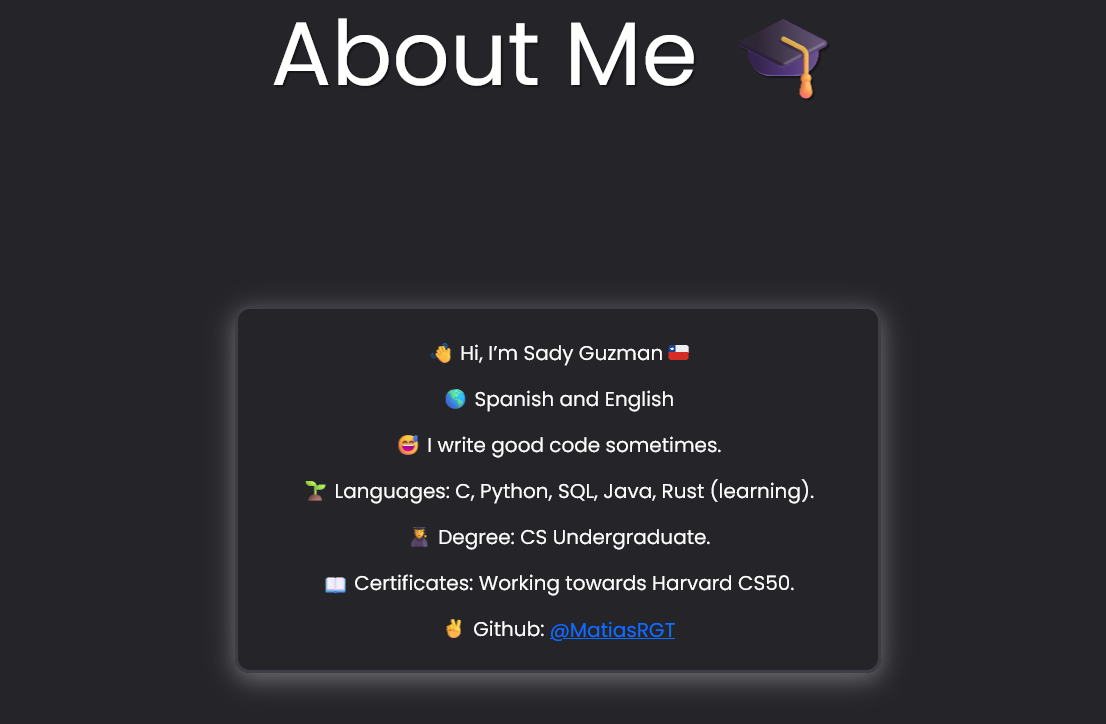 About Me 🎓
👋 Hi, I’m Sady Guzman 🇨🇱
🌎 Spanish and English
😅 I write good code sometimes.
🌱 Languages: C, Python, SQL, Java, Rust (learning).
👩‍🎓 Degree: CS Undergraduate.
📖 Certificates: Working towards Harvard CS50.
✌️ Github: @MatiasRGT